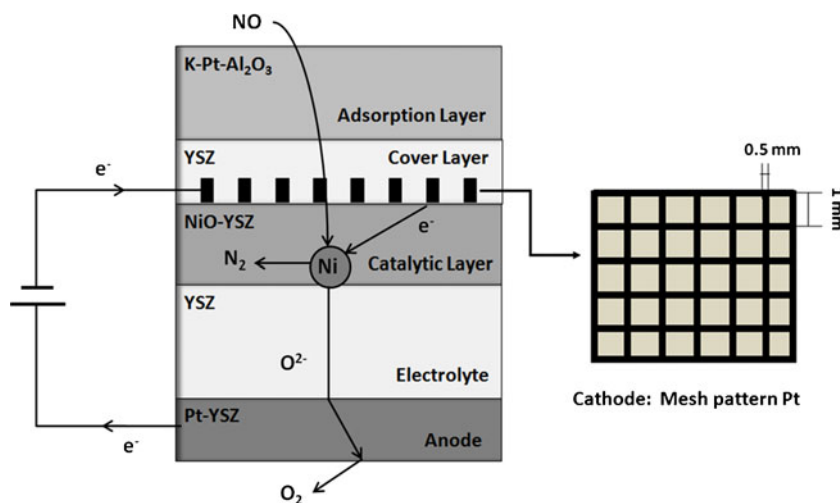 NO
K-Pt-Al₂O₃
Adsorption Layer
YSZ
Cover Layer
e⁻
NiO-YSZ
e⁻
N₂
Ni
Catalytic Layer
YSZ
O²⁻
Electrolyte
Pt-YSZ
e⁻
Anode
O₂
0.5 mm
1 mm
Cathode: Mesh pattern Pt